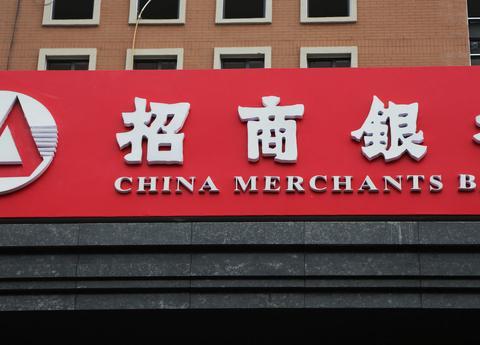 招商银
CHINA MERCHANTS B